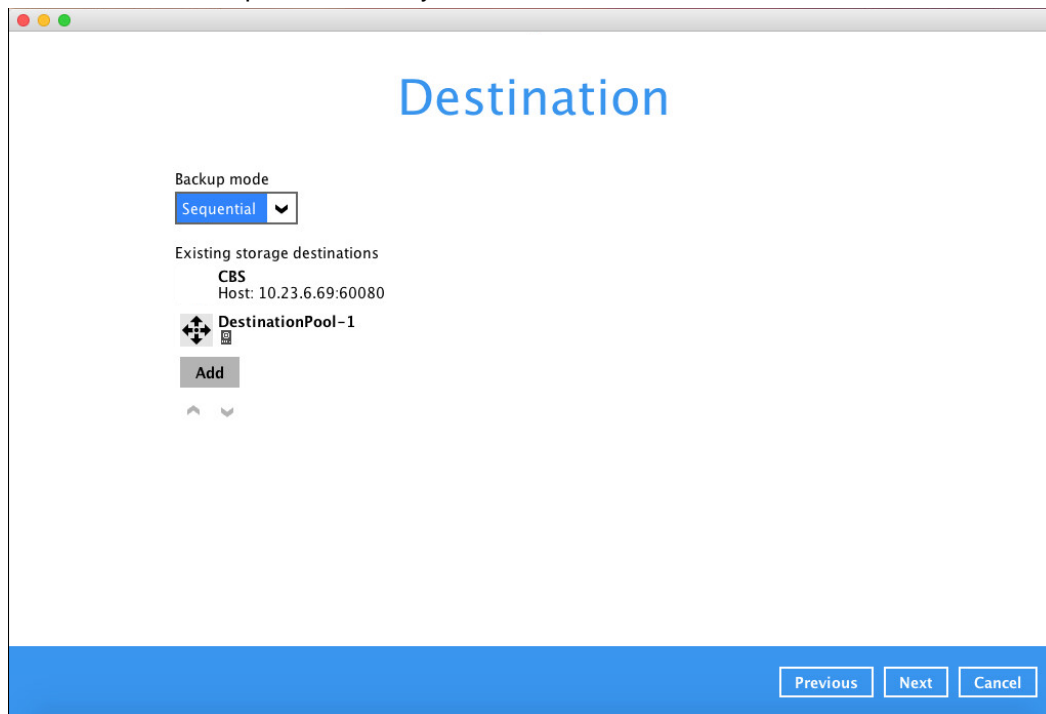 Destination
Backup mode
Sequential
Existing storage destinations
CBS
Host: 10.23.6.69:60080
DestinationPool-1
Add
Previous Next Cancel